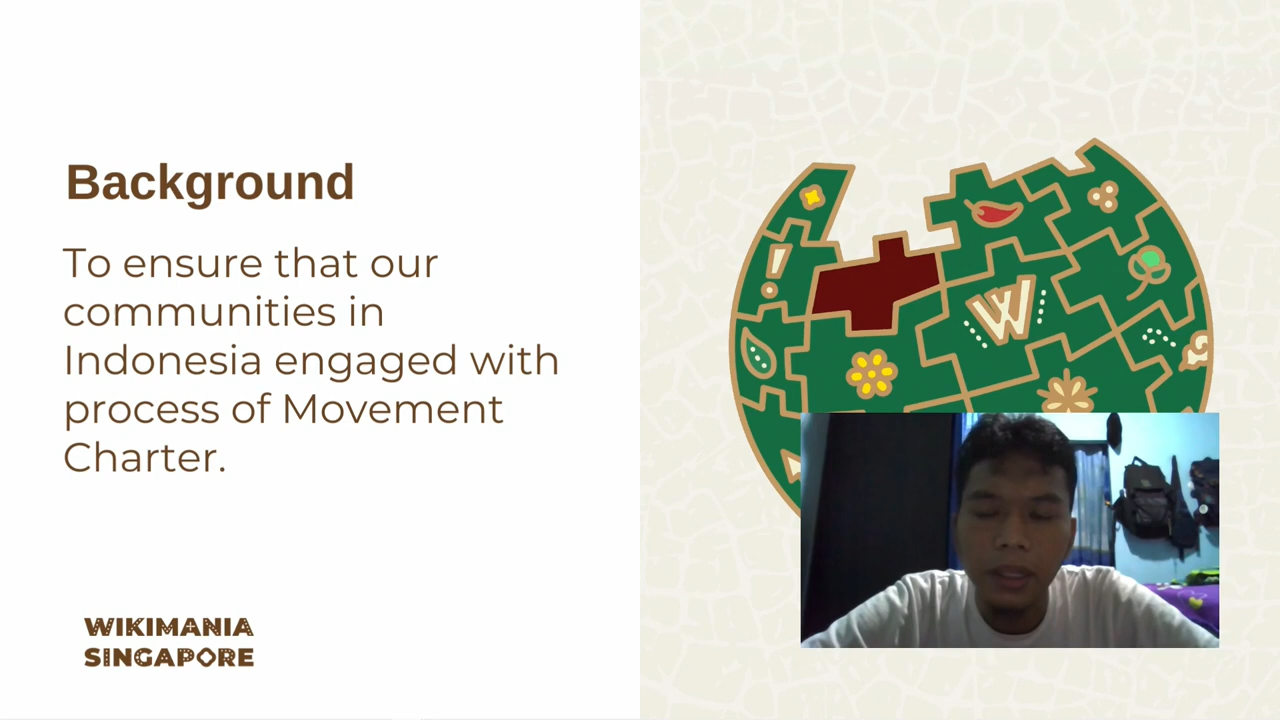 Background
To ensure that our
communities in
Indonesia engaged with
process of Movement
Charter.
WIKIMANIA
SINGAPORE
W